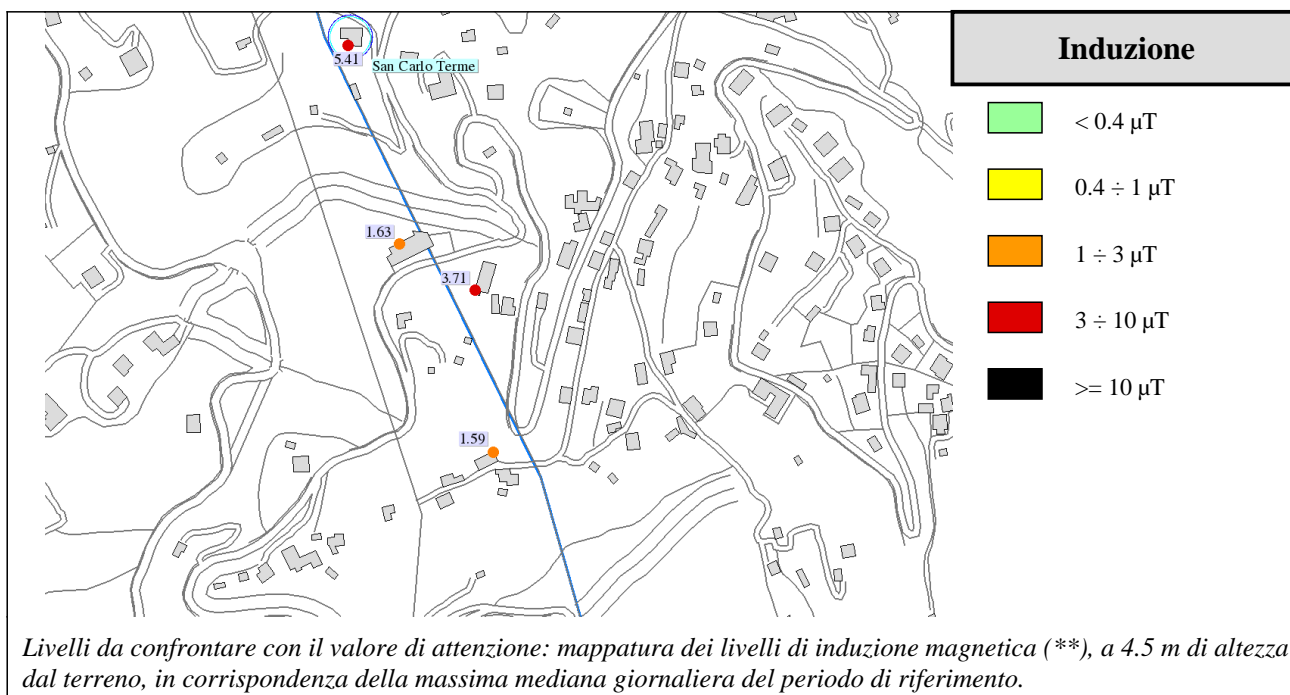 5.41
San Carlo Terme
1.63
3.71
1.59
Induzione
< 0.4 µT
0.4 ÷ 1 µT
1 ÷ 3 µT
3 ÷ 10 µT
>= 10 µT
Livelli da confrontare con il valore di attenzione: mappatura dei livelli di induzione magnetica (**), a 4.5 m di altezza
dal terreno, in corrispondenza della massima mediana giornaliera del periodo di riferimento.